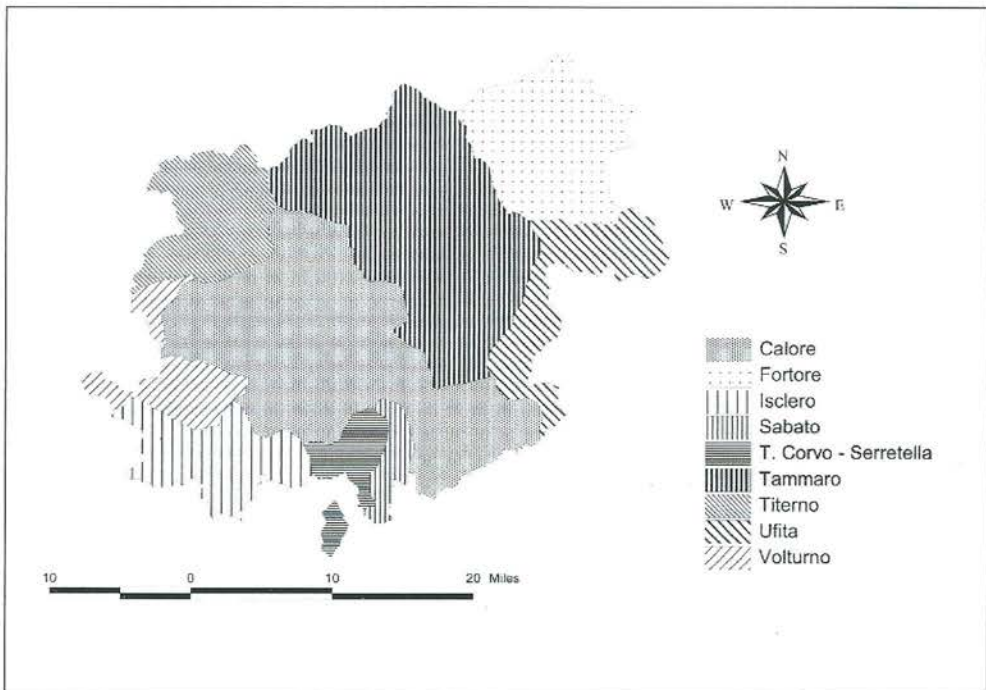 N
W E
S
Calore
Fortore
Isclero
Sabato
T. Corvo - Serretella
Tammaro
Titerno
Ufita
Volturno
10 0 10 20 Miles